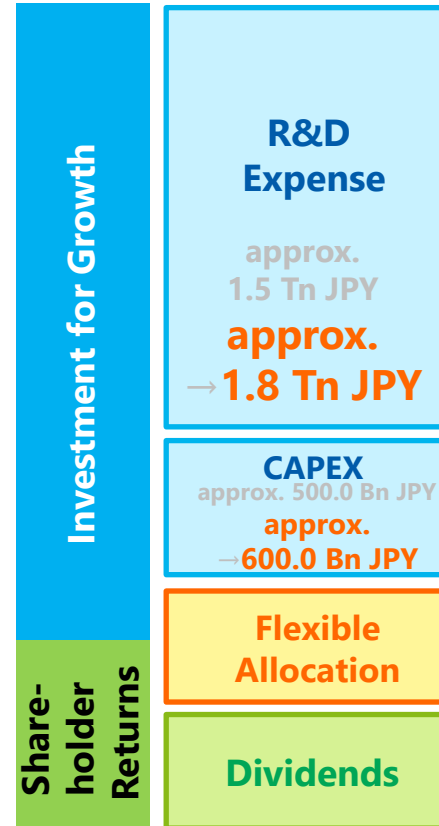 Investment for Growth
R&D
Expense
approx.
1.5 Tn JPY
approx.
→1.8 Tn JPY
CAPEX
approx. 500.0 Bn JPY
approx.
→600.0 Bn JPY
Flexible
Allocation
Share-
holder
Returns
Dividends